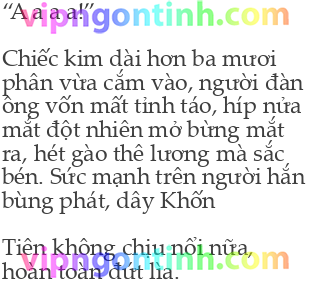 “A a a a!”
vipngontinh.com
Chiếc kim dài hơn ba mươi
phân vừa cắm vào, người đàn
ông vốn mất tỉnh táo, híp nửa
mắt đột nhiên mở bừng mắt
ra, hét gào thê lương mà sắc
bén. Sức mạnh trên người hắn
bùng phát, dây Khốn
Tiên không chịu nổi nữa,
vipngontinh.com
hoàn toàn đứt lìa.